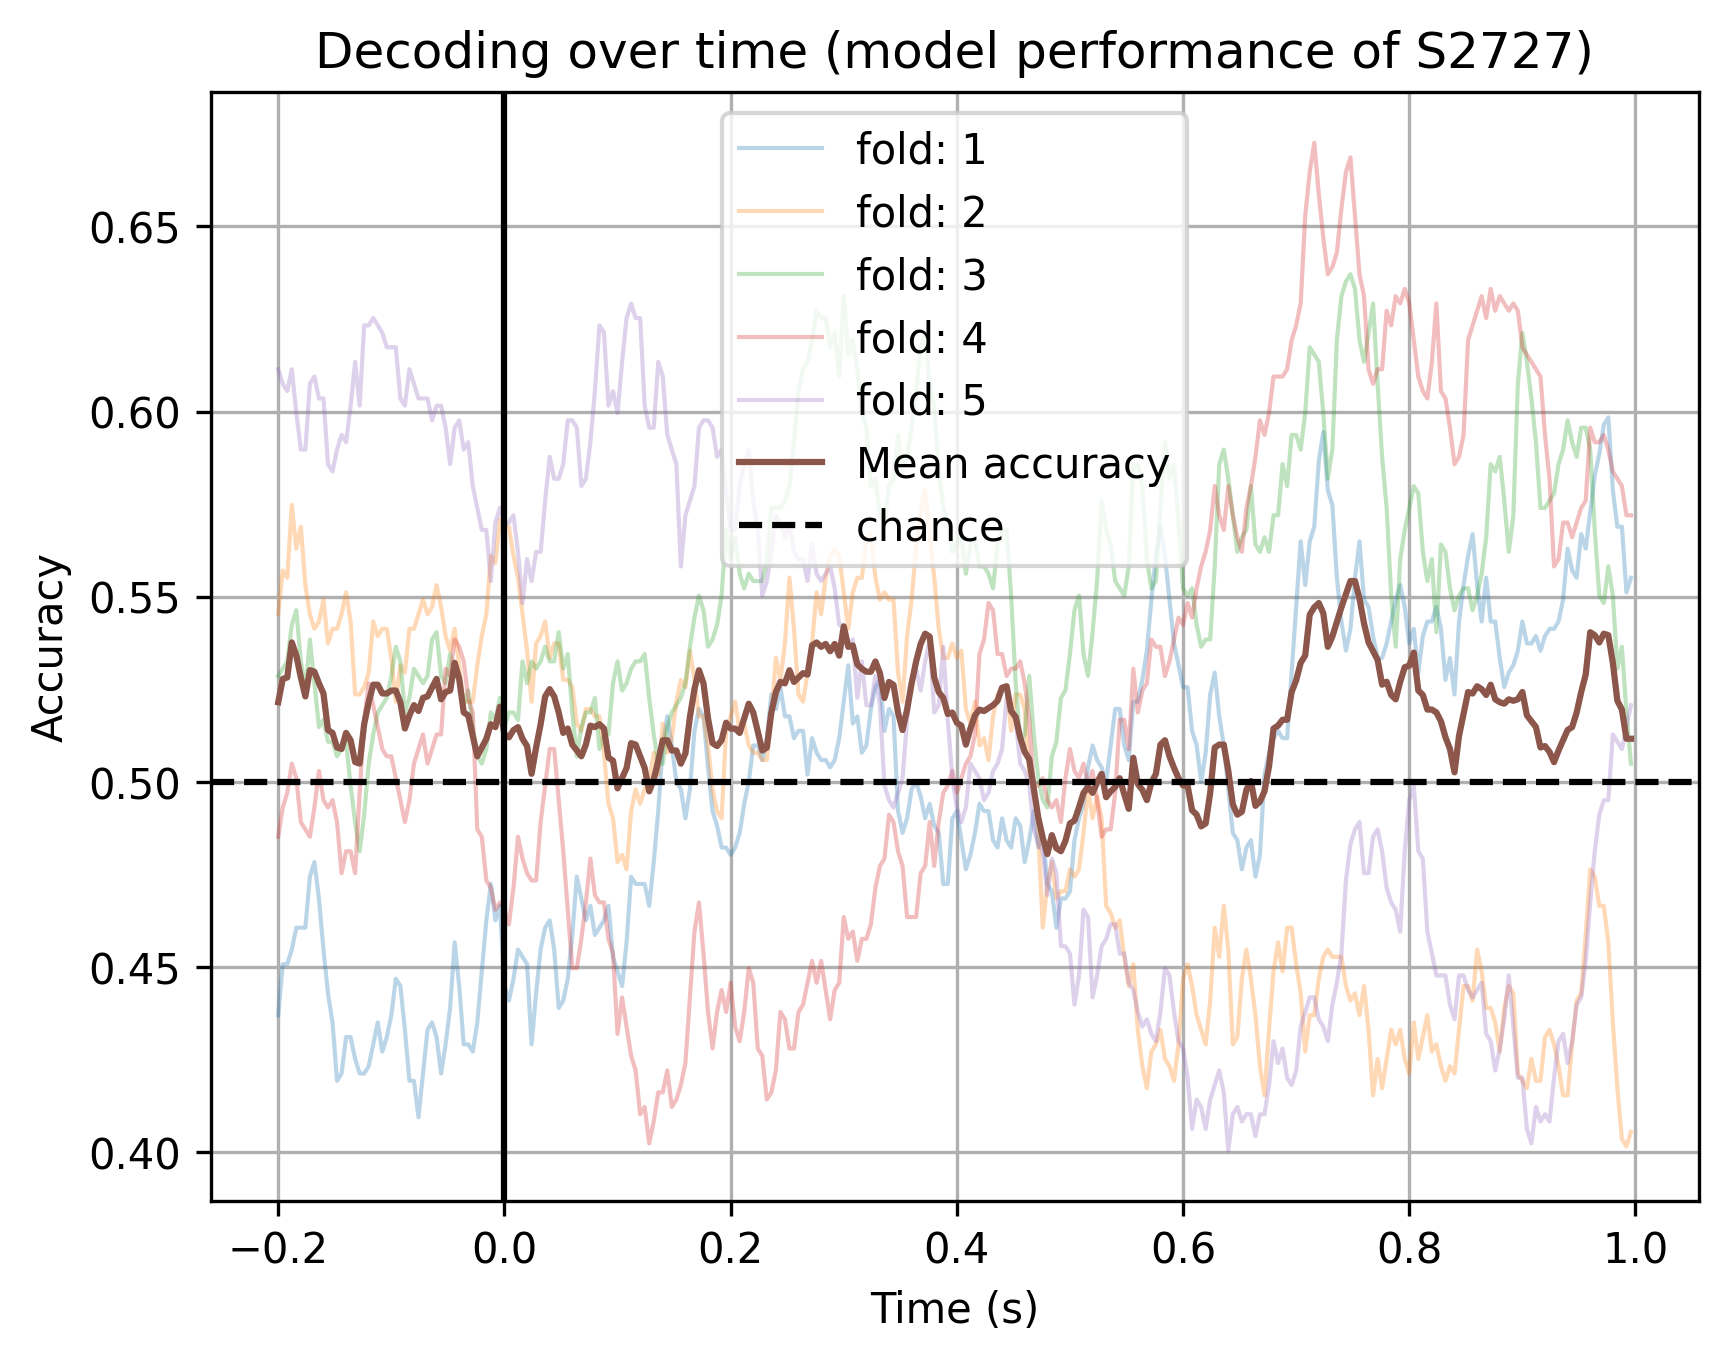 Decoding over time (model performance of S2727)
fold: 1
fold: 2
fold: 3
fold: 4
fold: 5
Mean accuracy
chance
Accuracy
0.65
0.60
0.55
0.50
0.45
0.40
−0.2 0.0 0.2 0.4 0.6 0.8 1.0
Time (s)